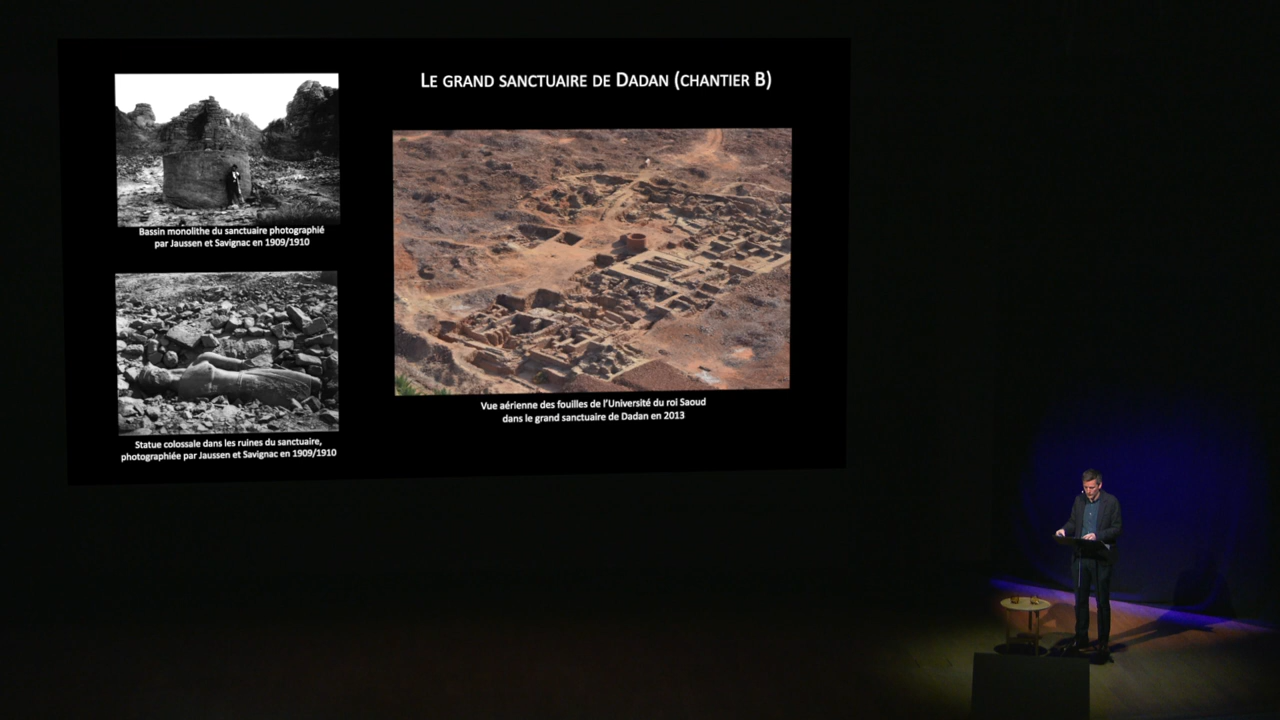 LE GRAND SANCTUAIRE DE DADAN (CHANTIER B)
Bassin monolithe du sanctuaire photographié
par Jaussen et Savignac en 1909/1910
Statue colossale dans les ruines du sanctuaire,
photographiée par Jaussen et Savignac en 1909/1910
Vue aérienne des fouilles de l'Université du roi Saoud
dans le grand sanctuaire de Dadan en 2013